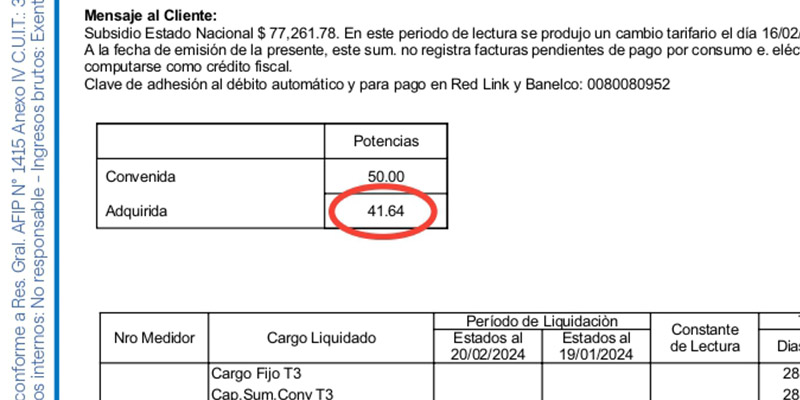 conforme a Res. Gral. AFIP N° 1415 Anexo IV C.U.I.T.: 3
os internos: No responsable - Ingresos brutos: Exent
Mensaje al Cliente:
Subsidio Estado Nacional $ 77,261.78. En este periodo de lectura se produjo un cambio tarifario el día 16/02/
A la fecha de emisión de la presente, este sum. no registra facturas pendientes de pago por consumo e. eléc
computarse como crédito fiscal.
Clave de adhesión al débito automático y para pago en Red Link y Banelco: 0080080952
Potencias
Convenida 50.00
Adquirida 41.64
Nro Medidor Cargo Liquidado Período de Liquidaciòn Constante de Lectura Dias
Estados al 20/02/2024 Estados al 19/01/2024
Cargo Fijo T3 28
Cap.Sum.Conv T3 28